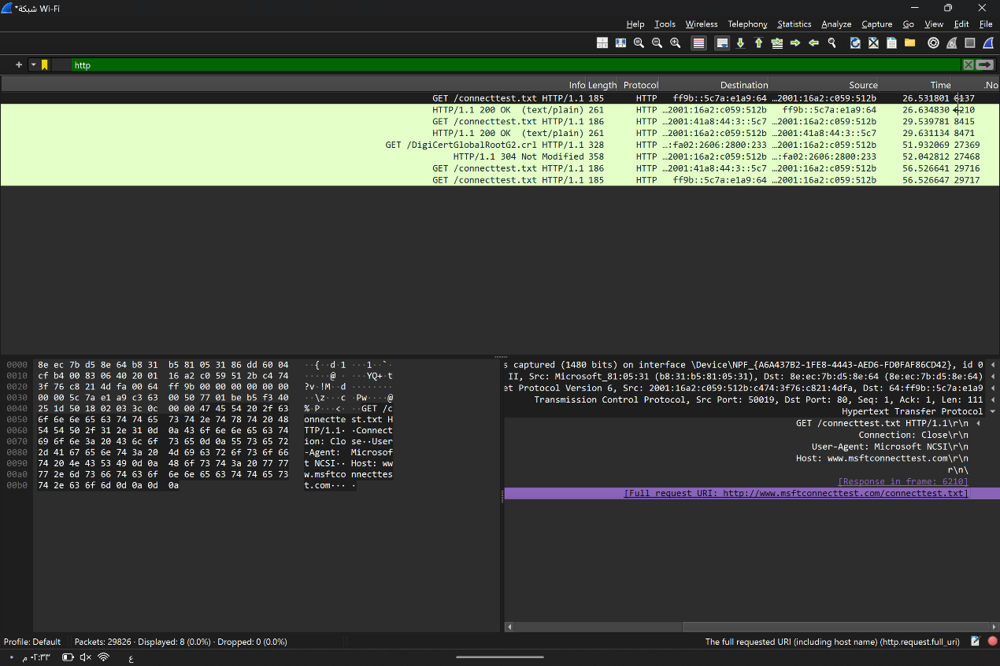 *شبكة Wi-Fi
Help Tools Wireless Telephony Statistics Analyze Capture Go View Edit File
http
Info Length Protocol Destination Source Time .No
GET /connecttest.txt HTTP/1.1 185 HTTP ff9b::5c7a:e1a9:64 …2001:16a2:c059:512b 26.531801 6137
HTTP/1.1 200 OK (text/plain) 261 HTTP …2001:16a2:c059:512b ff9b::5c7a:e1a9:64 26.634830 6210
GET /connecttest.txt HTTP/1.1 186 HTTP …2001:41a8:44:3::5c7 …2001:16a2:c059:512b 29.539781 8415
HTTP/1.1 200 OK (text/plain) 261 HTTP …2001:16a2:c059:512b …2001:41a8:44:3::5c7 29.631134 8471
GET /DigiCertGlobalRootG2.crl HTTP/1.1 328 HTTP …:fa02:2606:2800:233 …2001:16a2:c059:512b 51.932069 27369
HTTP/1.1 304 Not Modified 358 HTTP …2001:16a2:c059:512b …:fa02:2606:2800:233 52.042812 27468
GET /connecttest.txt HTTP/1.1 186 HTTP …2001:41a8:44:3::5c7 …2001:16a2:c059:512b 56.526641 29716
GET /connecttest.txt HTTP/1.1 185 HTTP ff9b::5c7a:e1a9:64 …2001:16a2:c059:512b 56.526647 29717
0000 8e ec 7b d5 8e 64 b8 31 b5 81 05 31 86 dd 60 04 ··{··d·1 ···1··`·
0010 cf b4 00 83 06 40 20 01 16 a2 c0 59 51 2b c4 74 ·····@ · ···YQ+·t
0020 3f 76 c8 21 4d fa 00 64 ff 9b 00 00 00 00 00 00 ?v·!M··d ········
0030 00 00 5c 7a e1 a9 c3 63 00 50 77 01 be b5 f3 40 ··\z···c ·Pw····@
0040 25 1d 50 18 02 03 3c 0c 00 00 47 45 54 20 2f 63 %·P···<· ··GET /c
0050 6f 6e 6e 65 63 74 74 65 73 74 2e 74 78 74 20 48 onnectte st.txt H
0060 54 54 50 2f 31 2e 31 0d 0a 43 6f 6e 6e 65 63 74 TTP/1.1· ·Connect
0070 69 6f 6e 3a 20 43 6c 6f 73 65 0d 0a 55 73 65 72 ion: Clo se··User
0080 2d 41 67 65 6e 74 3a 20 4d 69 63 72 6f 73 6f 66 -Agent: Microsof
0090 74 20 4e 43 53 49 0d 0a 48 6f 73 74 3a 20 77 77 t NCSI·· Host: ww
00a0 77 2e 6d 73 66 74 63 6f 6e 6e 65 63 74 74 65 73 w.msftco nnecttes
00b0 74 2e 63 6f 6d 0d 0a 0d 0a t.com··· ·
s captured (1480 bits) on interface \Device\NPF_{A6A437B2-1FE8-4443-AED6-FD0FAF86CD42}, id 0
II, Src: Microsoft_81:05:31 (b8:31:b5:81:05:31), Dst: 8e:ec:7b:d5:8e:64 (8e:ec:7b:d5:8e:64)
et Protocol Version 6, Src: 2001:16a2:c059:512b:c474:3f76:c821:4dfa, Dst: 64:ff9b::5c7a:e1a9
Transmission Control Protocol, Src Port: 50019, Dst Port: 80, Seq: 1, Ack: 1, Len: 111
Hypertext Transfer Protocol
GET /connecttest.txt HTTP/1.1\r\n
Connection: Close\r\n
User-Agent: Microsoft NCSI\r\n
Host: www.msftconnecttest.com\r\n
r\n\
[Response in frame: 6210]
[Full request URI: http://www.msftconnecttest.com/connecttest.txt]
Profile: Default Packets: 29826 · Displayed: 8 (0.0%) · Dropped: 0 (0.0%) The full requested URI (including host name) (http.request.full_uri)
٠٢:٣٣ م ع